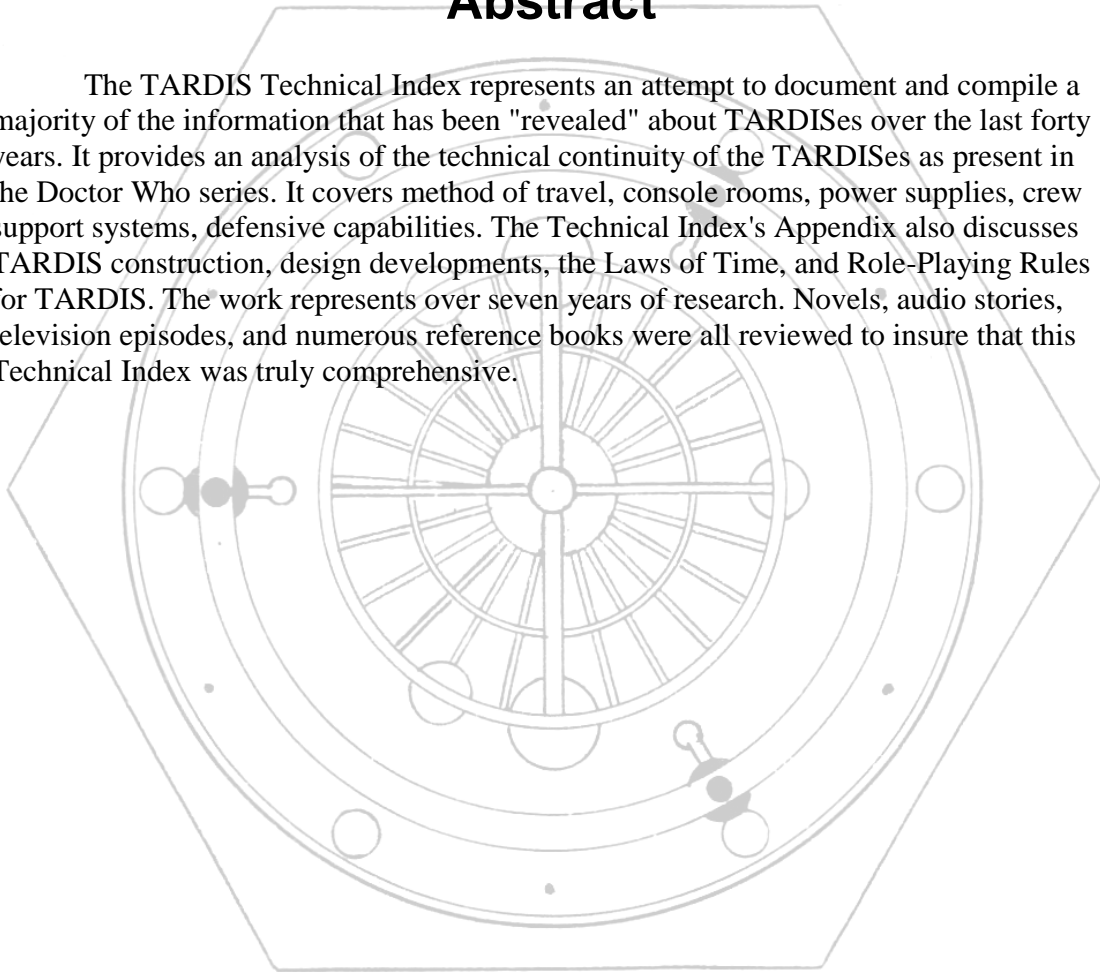 Abstract
The TARDIS Technical Index represents an attempt to document and compile a
majority of the information that has been "revealed" about TARDISes over the last forty
years. It provides an analysis of the technical continuity of the TARDISes as present in
the Doctor Who series. It covers method of travel, console rooms, power supplies, crew
support systems, defensive capabilities. The Technical Index's Appendix also discusses
TARDIS construction, design developments, the Laws of Time, and Role-Playing Rules
for TARDIS. The work represents over seven years of research. Novels, audio stories,
television episodes, and numerous reference books were all reviewed to insure that this
Technical Index was truly comprehensive.